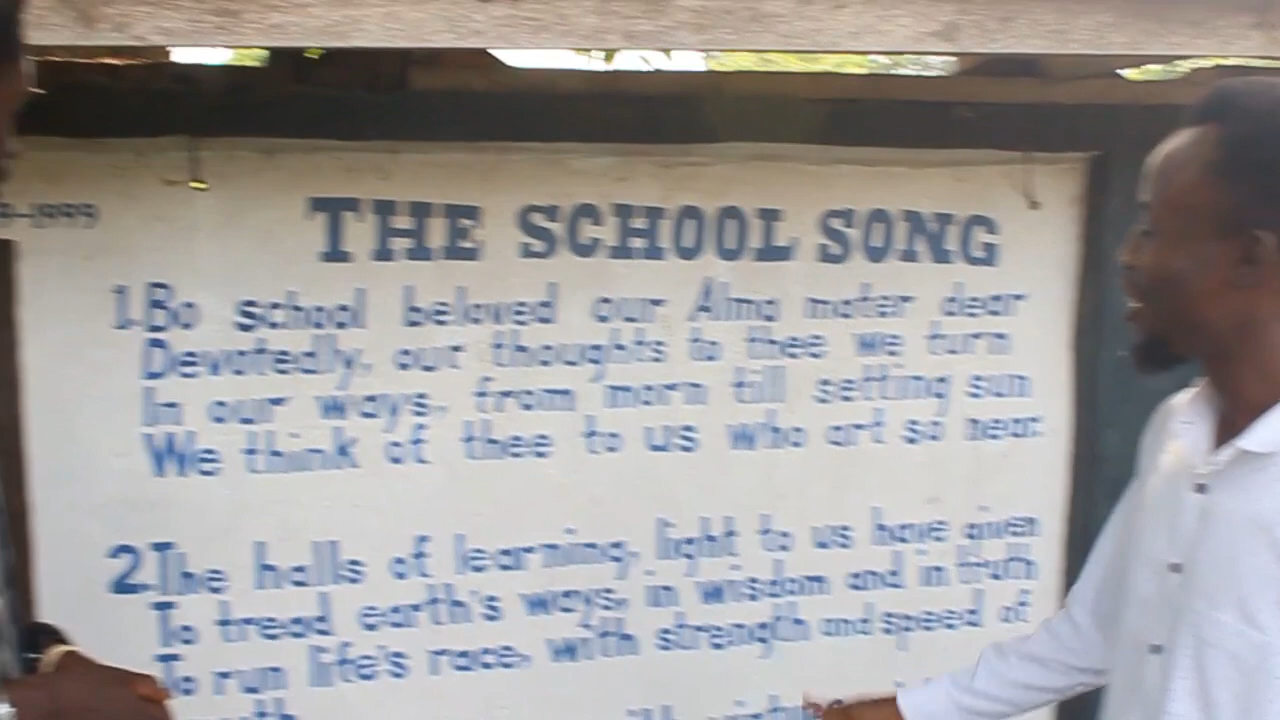 -1999
THE SCHOOL SONG
1. Bo school beloved our Alma mater dear
Devotedly, our thoughts to thee we turn
In our ways, from morn till setting sun
We think of thee to us who art so near.
2. The halls of learning, light to us have given
To tread earth's ways, in wisdom and in truth
To run life's race, with strength and speed of